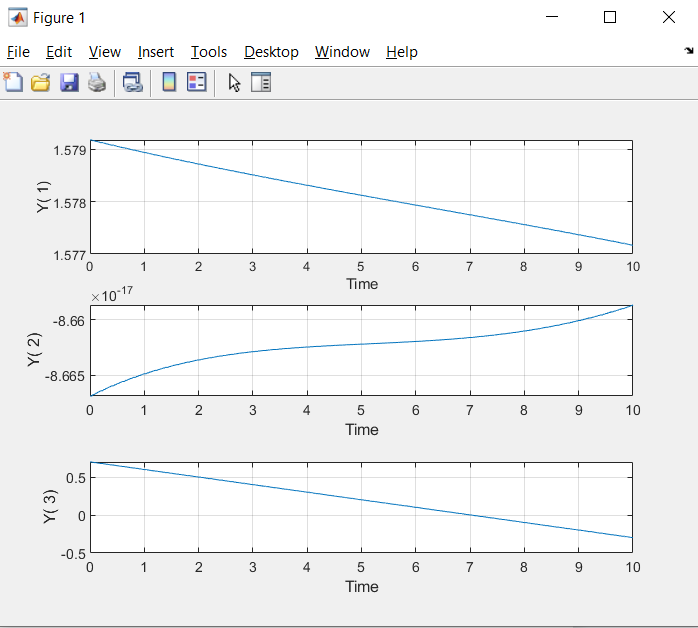 Figure 1
File Edit View Insert Tools Desktop Window Help
1.579
1.578
1.577
Y( 1)
0 1 2 3 4 5 6 7 8 9 10
Time
×10-17
-8.66
-8.665
Y( 2)
0 1 2 3 4 5 6 7 8 9 10
Time
0.5
0
-0.5
Y( 3)
0 1 2 3 4 5 6 7 8 9 10
Time